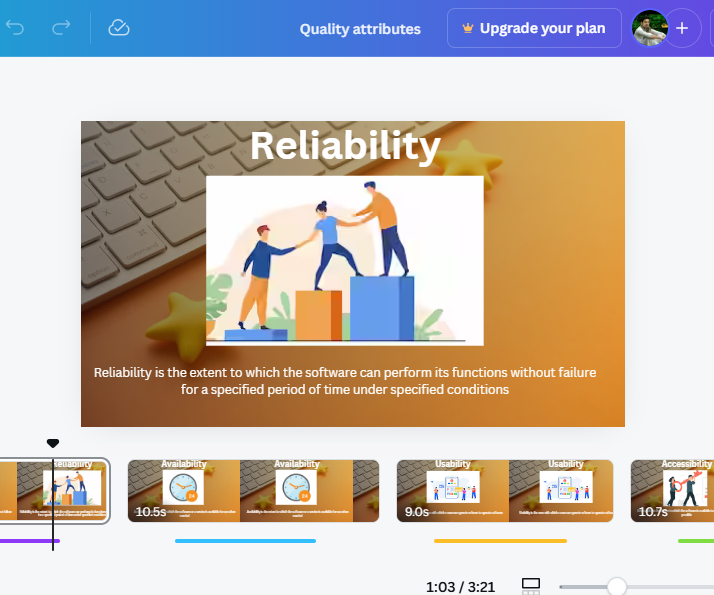 Quality attributes
Upgrade your plan
Reliability
option
command
Reliability is the extent to which the software can perform its functions without failure
for a specified period of time under specified conditions
Reliability
Availability
Availability
10.5s
Usability
Usability
9.0s
Accessibility
10.7s
1:03 / 3:21